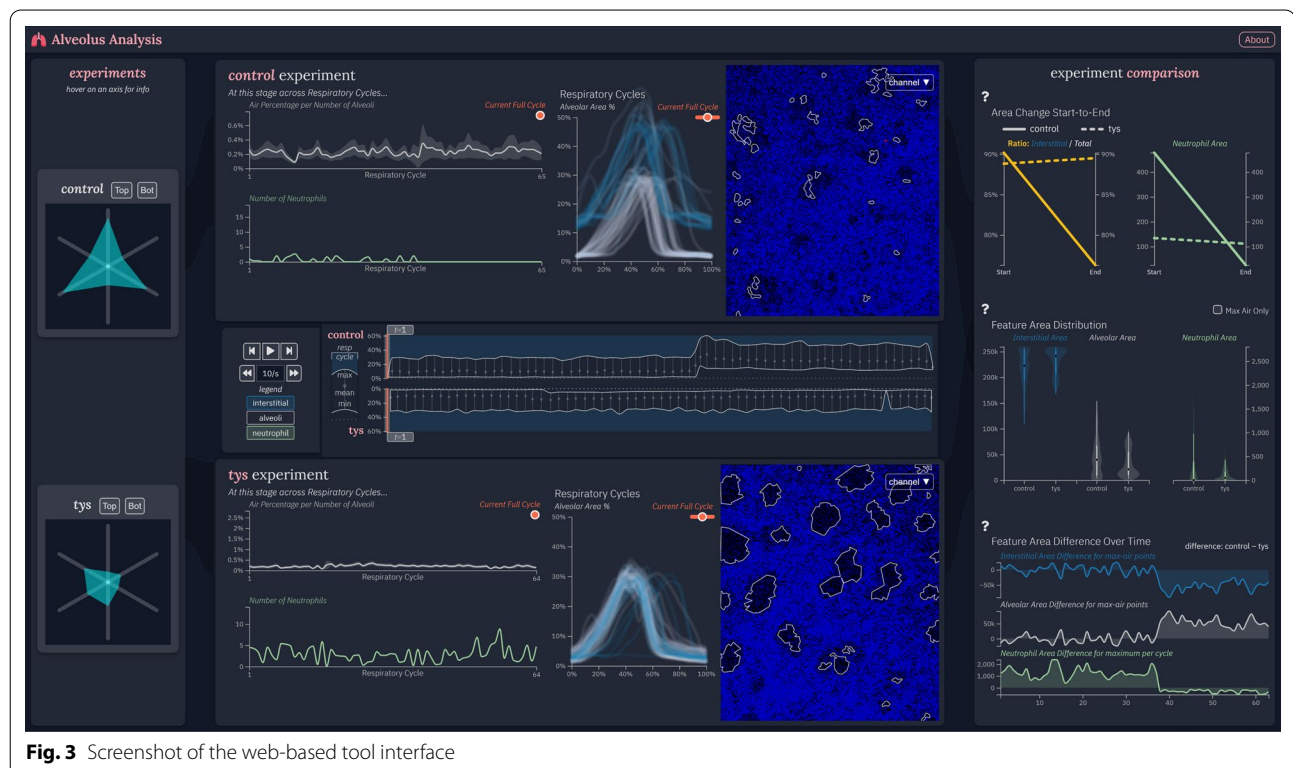 Alveolus Analysis
About
experiments
hover on an axis for info
control Top Bot
tys Top Bot
control experiment
At this stage across Respiratory Cycles...
Air Percentage per Number of Alveoli
Current Full Cycle
0.6%
0.4%
0.2%
0%
1
Respiratory Cycle
65
Number of Neutrophils
15
10
5
0
1
Respiratory Cycle
65
Respiratory Cycles
Alveolar Area %
Current Full Cycle
50%
40%
30%
20%
10%
0%
0% 20% 40% 60% 80% 100%
channel ▼
10/s
legend
interstitial
alveoli
neutrophil
control
resp
cycle
max
mean
min
tys
r=1
60%
40%
20%
0%
0%
20%
40%
60%
r=1
tys experiment
At this stage across Respiratory Cycles...
Air Percentage per Number of Alveoli
Current Full Cycle
2.5%
2%
1.5%
1%
0.5%
0%
1
Respiratory Cycle
64
Number of Neutrophils
10
5
0
1
Respiratory Cycle
64
Respiratory Cycles
Alveolar Area %
Current Full Cycle
50%
40%
30%
20%
10%
0%
0% 20% 40% 60% 80% 100%
channel ▼
experiment comparison
?
Area Change Start-to-End
control tys
Ratio: Interstitial / Total
90%
85%
80%
90%
85%
80%
Start End
Neutrophil Area
400
300
200
100
400
300
200
100
Start End
?
Max Air Only
Feature Area Distribution
Interstitial Area Alveolar Area Neutrophil Area
250k
200k
150k
100k
50k
0
2,500
2,000
1,500
1,000
500
0
control tys control tys control tys
?
Feature Area Difference Over Time
difference: control – tys
Interstitial Area Difference for max-air points
0
−50k
Alveolar Area Difference for max-air points
50k
0
Neutrophil Area Difference for maximum per cycle
2,000
1,000
0
10 20 30 40 50 60
Fig. 3 Screenshot of the web-based tool interface